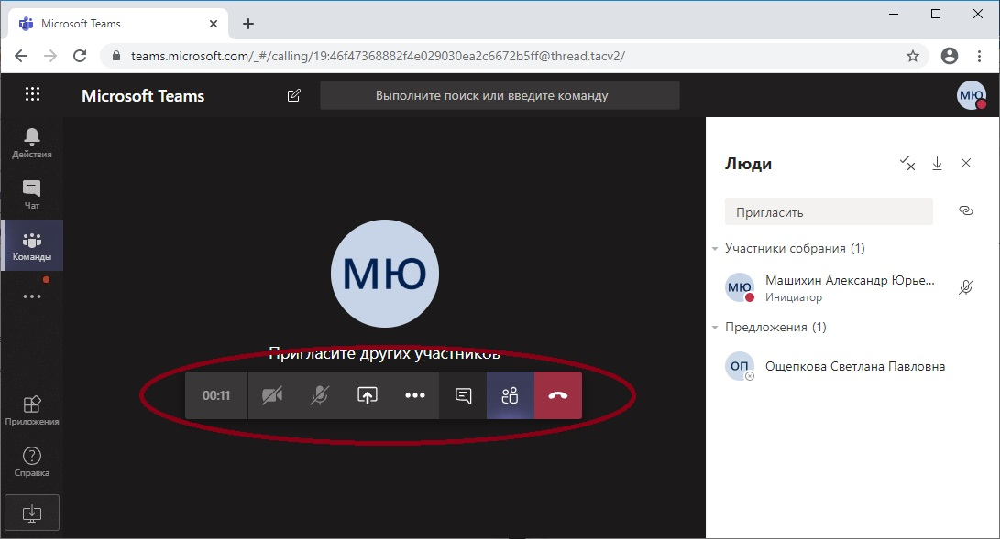 Microsoft Teams
teams.microsoft.com/_#/calling/19:46f47368882f4e029030ea2c6672b5ff@thread.tacv2/
Microsoft Teams
Выполните поиск или введите команду
МЮ
Действия
Чат
Команды
Приложения
Справка
МЮ
Пригласите других участников
00:11
Люди
Пригласить
Участники собрания (1)
МЮ
Машихин Александр Юрье...
Инициатор
Предложения (1)
ОП
Ощепкова Светлана Павловна